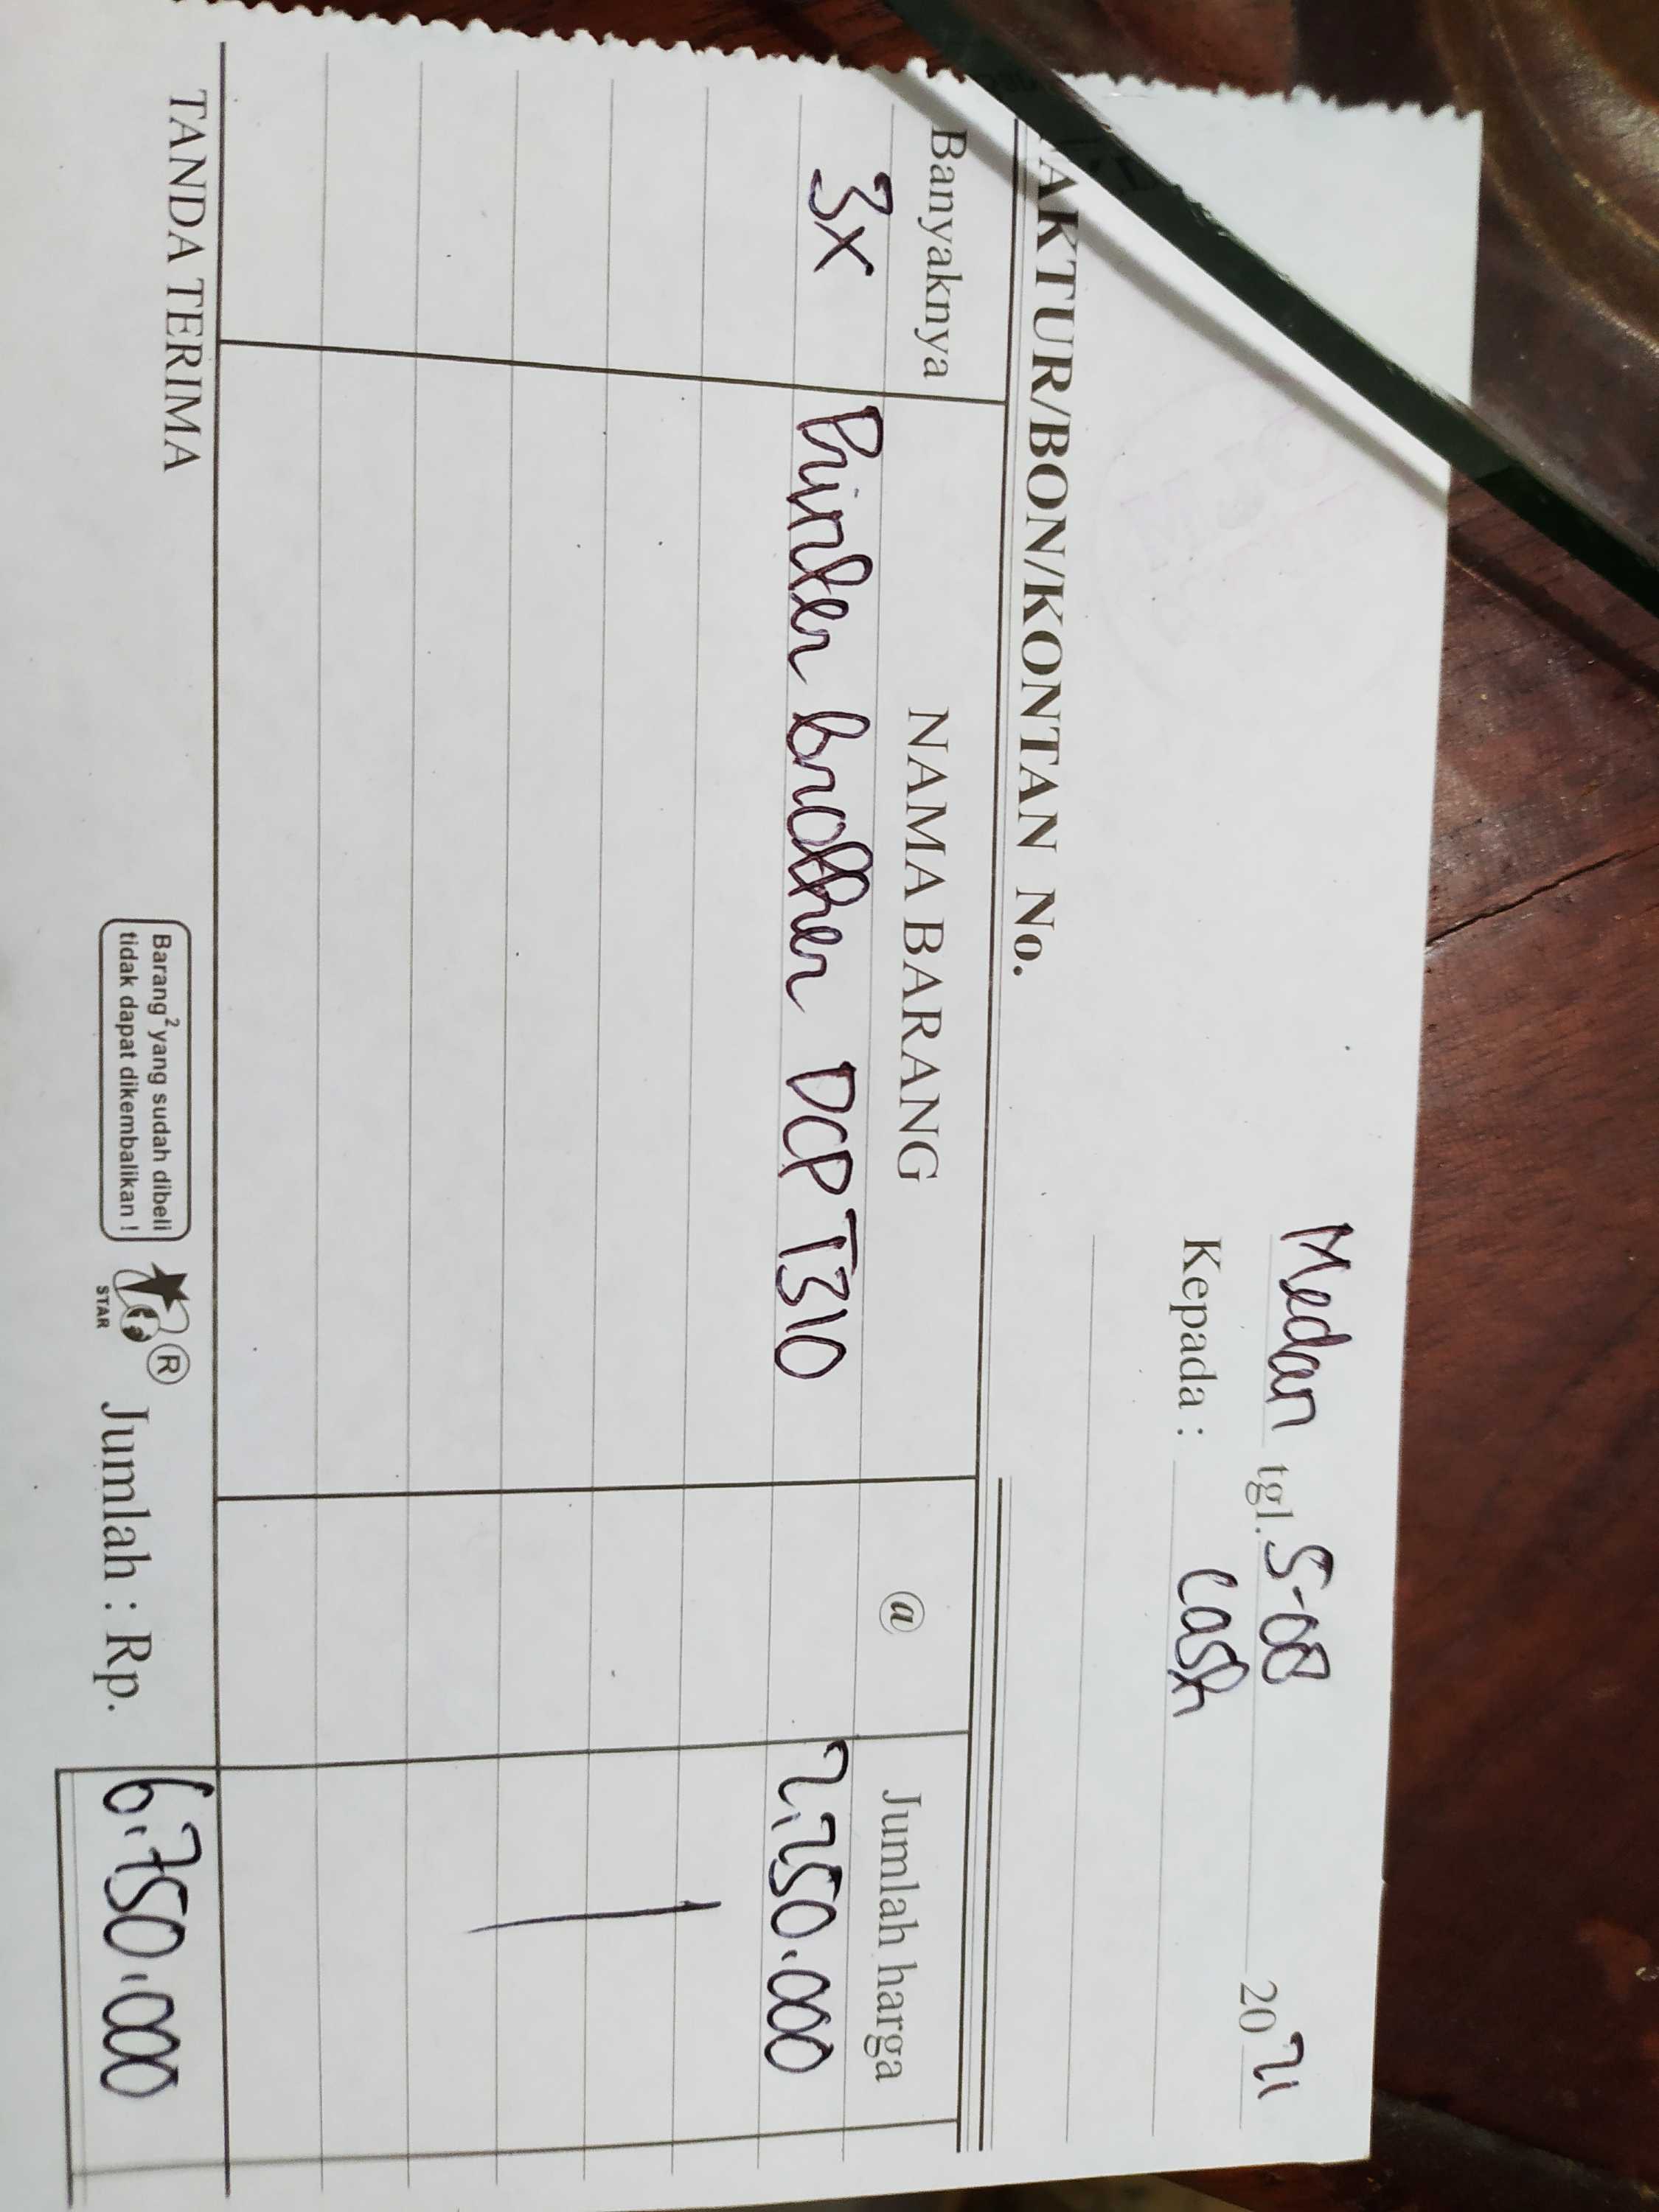 Medan tgl. 5-08 2021
Kepada : Cash
AKTUR/BON/KONTAN No.
Banyaknya NAMA BARANG @ Jumlah harga
3x Printer brother DCP T310 2.250.000
TANDA TERIMA
Barang² yang sudah dibeli
tidak dapat dikembalikan !
STAR
®
Jumlah : Rp. 6.750.000